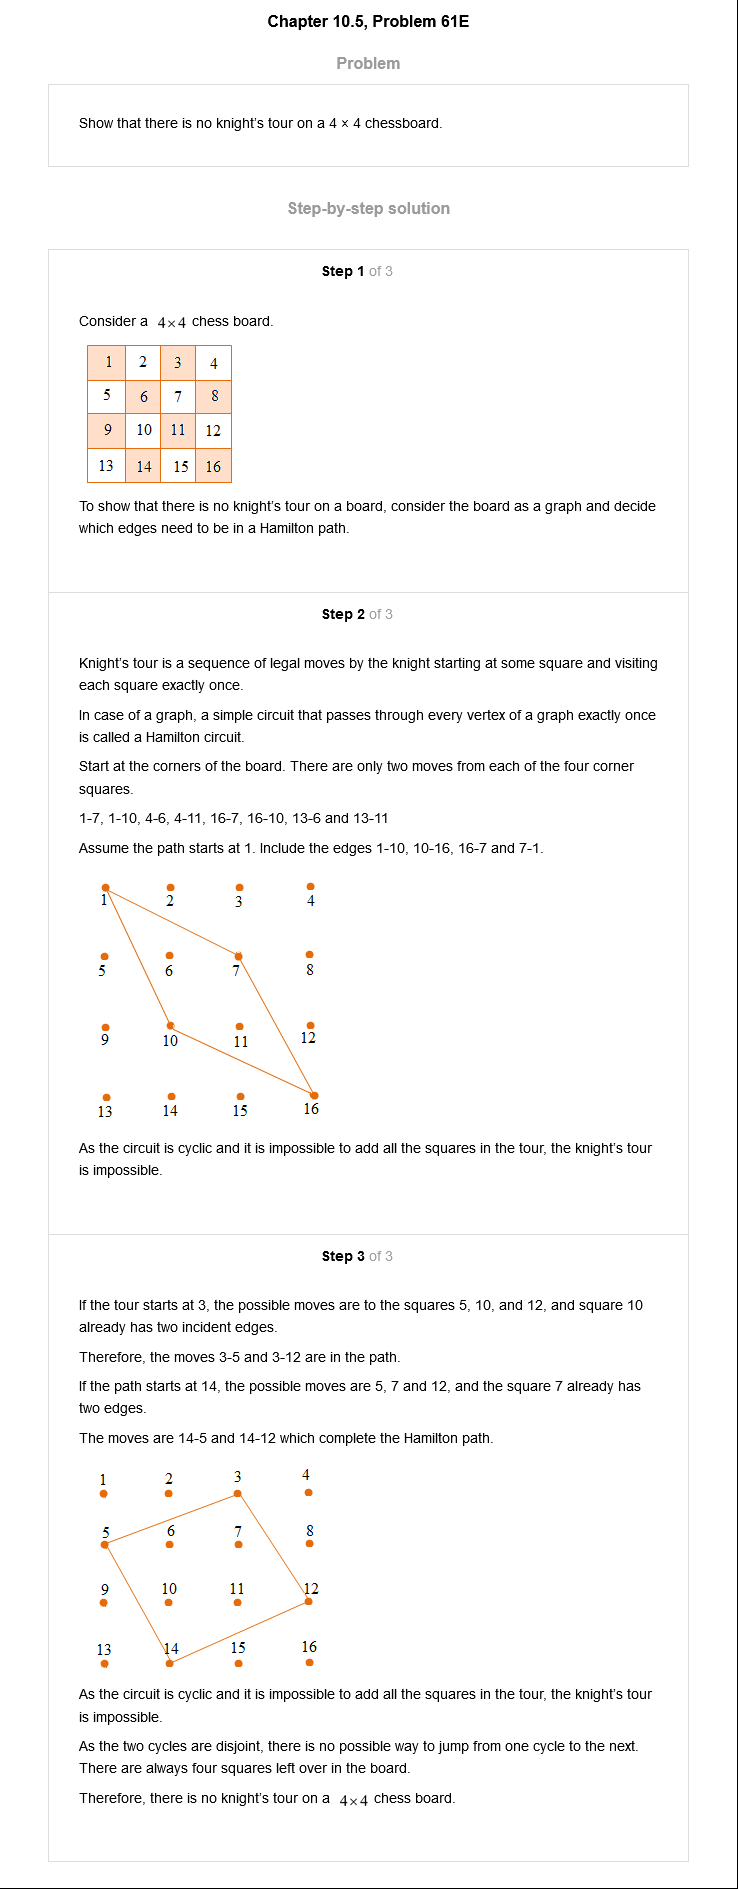 Chapter 10.5, Problem 61E
Problem
Show that there is no knight's tour on a 4 × 4 chessboard.
Step-by-step solution
Step 1 of 3
Consider a 4×4 chess board.
1 2 3 4
5 6 7 8
9 10 11 12
13 14 15 16
To show that there is no knight's tour on a board, consider the board as a graph and decide
which edges need to be in a Hamilton path.
Step 2 of 3
Knight's tour is a sequence of legal moves by the knight starting at some square and visiting
each square exactly once.
In case of a graph, a simple circuit that passes through every vertex of a graph exactly once
is called a Hamilton circuit.
Start at the corners of the board. There are only two moves from each of the four corner
squares.
1-7, 1-10, 4-6, 4-11, 16-7, 16-10, 13-6 and 13-11
Assume the path starts at 1. Include the edges 1-10, 10-16, 16-7 and 7-1.
1 2 3 4
5 6 7 8
9 10 11 12
13 14 15 16
As the circuit is cyclic and it is impossible to add all the squares in the tour, the knight's tour
is impossible.
Step 3 of 3
If the tour starts at 3, the possible moves are to the squares 5, 10, and 12, and square 10
already has two incident edges.
Therefore, the moves 3-5 and 3-12 are in the path.
If the path starts at 14, the possible moves are 5, 7 and 12, and the square 7 already has
two edges.
The moves are 14-5 and 14-12 which complete the Hamilton path.
1 2 3 4
5 6 7 8
9 10 11 12
13 14 15 16
As the circuit is cyclic and it is impossible to add all the squares in the tour, the knight's tour
is impossible.
As the two cycles are disjoint, there is no possible way to jump from one cycle to the next.
There are always four squares left over in the board.
Therefore, there is no knight's tour on a 4×4 chess board.